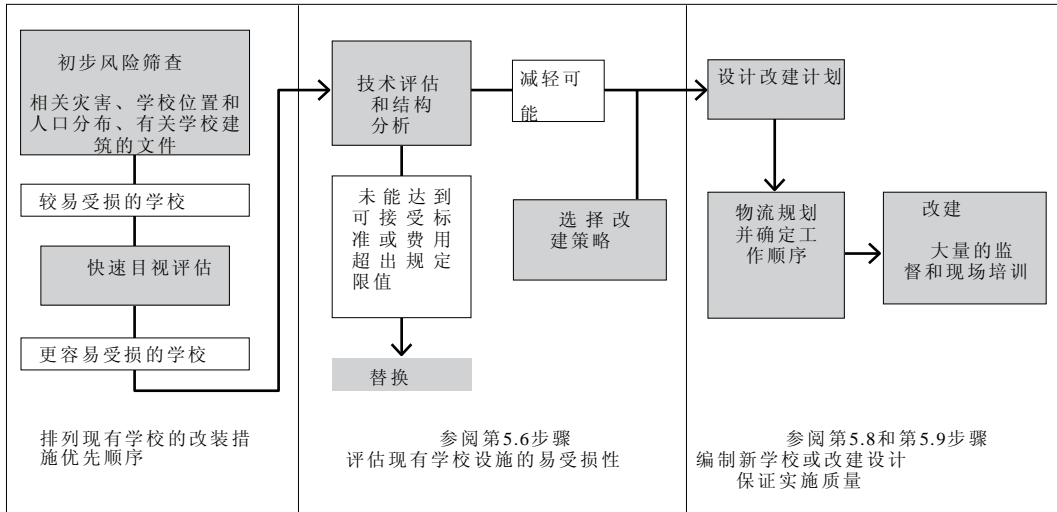 初步风险筛查
相关灾害、学校位置和
人口分布、有关学校建
筑的文件
较易受损的学校
快速目视评估
更容易受损的学校
排列现有学校的改装措
施优先顺序
技术评估
和结构
分析
减轻可
能
未能达到
可接受标
准或费用
超出规定
限值
选择改
建策略
替换
参阅第5.6步骤
评估现有学校设施的易受损性
设计改建计划
物流规划
并确定工
作顺序
改建
大量的监
督和现场培训
参阅第5.8和第5.9步骤
编制新学校或改建设计
保证实施质量